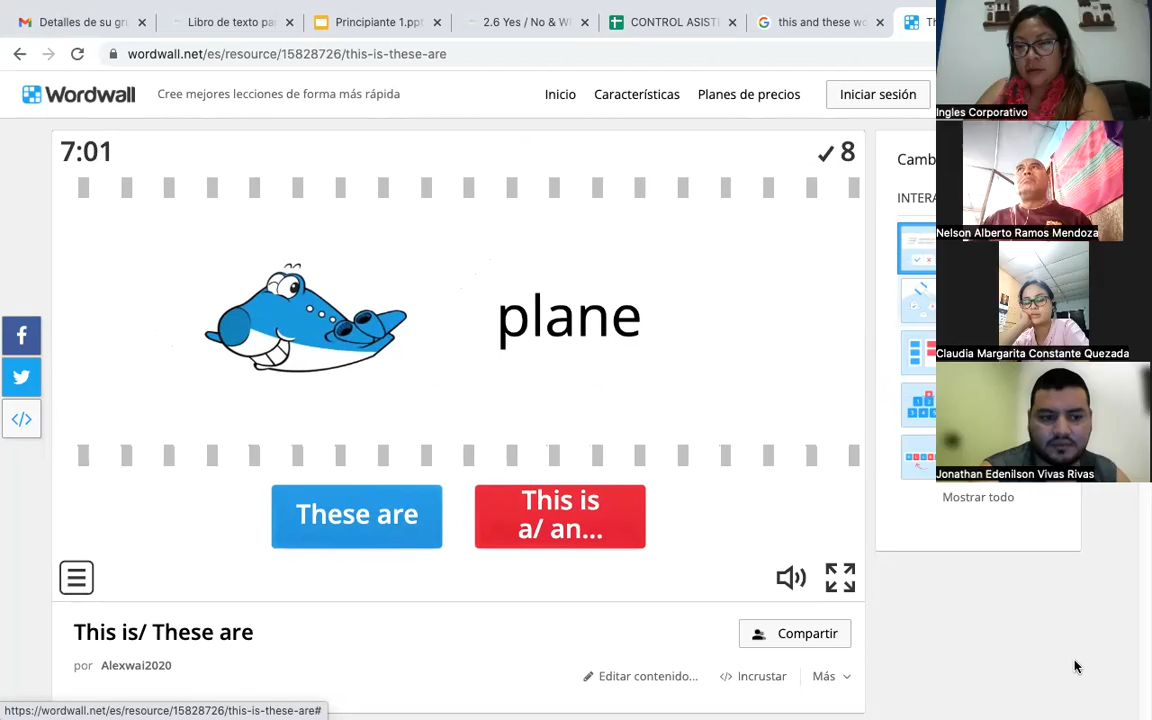 Detalles de su gr
Libro de texto pa
Principiante 1.pp
2.6 Yes / No & W
CONTROL ASIST
this and these wo
Th
wordwall.net/es/resource/15828726/this-is-these-are
Wordwall
Cree mejores lecciones de forma más rápida
Inicio
Características
Planes de precios
Iniciar sesión
Ingles Corporativo
7:01
8
Camb
INTERA
Nelson Alberto Ramos Mendoza
plane
Claudia Margarita Constante Quezada
Jonathan Edenilson Vivas Rivas
These are
This is
a/ an...
Mostrar todo
This is/ These are
Compartir
por Alexwai2020
Editar contenido...
Incrustar
Más
https://wordwall.net/es/resource/15828726/this-is-these-are#